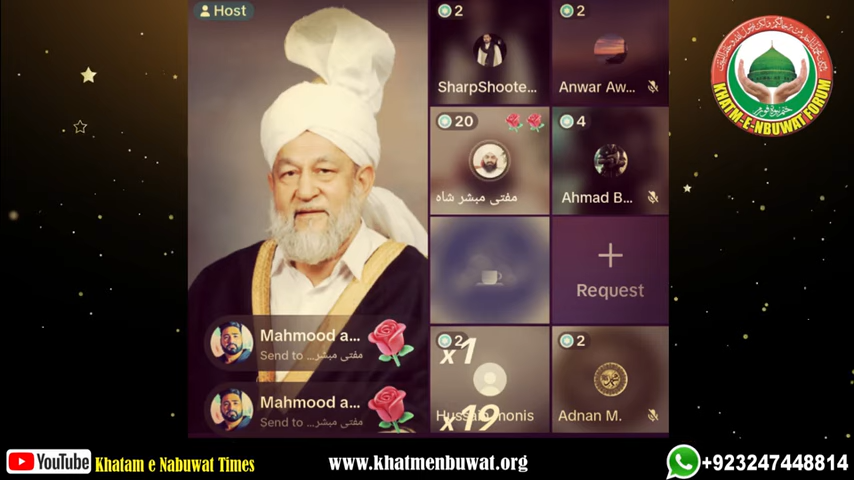 Host
2
SharpShoote...
2
Anwar Aw...
20
مفتی مبشر شاہ
4
Ahmad B...
Request
Mahmood a...
Send to ...مفتی مبشر
Mahmood a...
Send to ...مفتی مبشر
2
x1
x19
2
Adnan M.
KHATM-E-NBUWAT FORUM
YouTube
Khatam e Nabuwat Times
www.khatmenbuwat.org
+923247448814